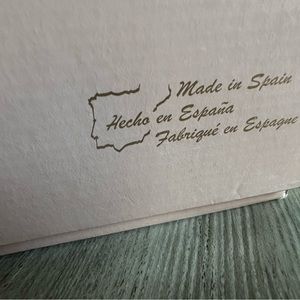 Made in Spain
Hecho en España
Fabriqué en Espagne